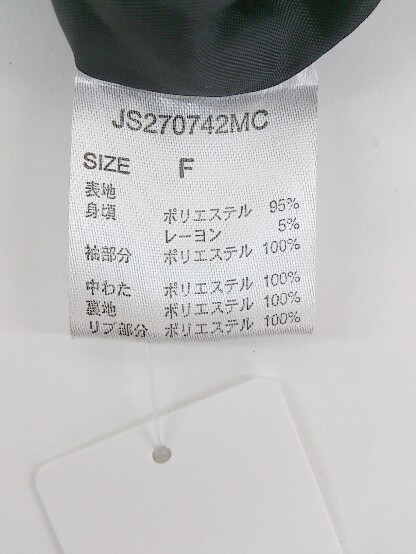 JS270742MC
SIZE F
表地
身頃 ポリエステル 95%
レーヨン 5%
袖部分 ポリエステル 100%
中わた ポリエステル 100%
裏地 ポリエステル 100%
リブ部分 ポリエステル 100%